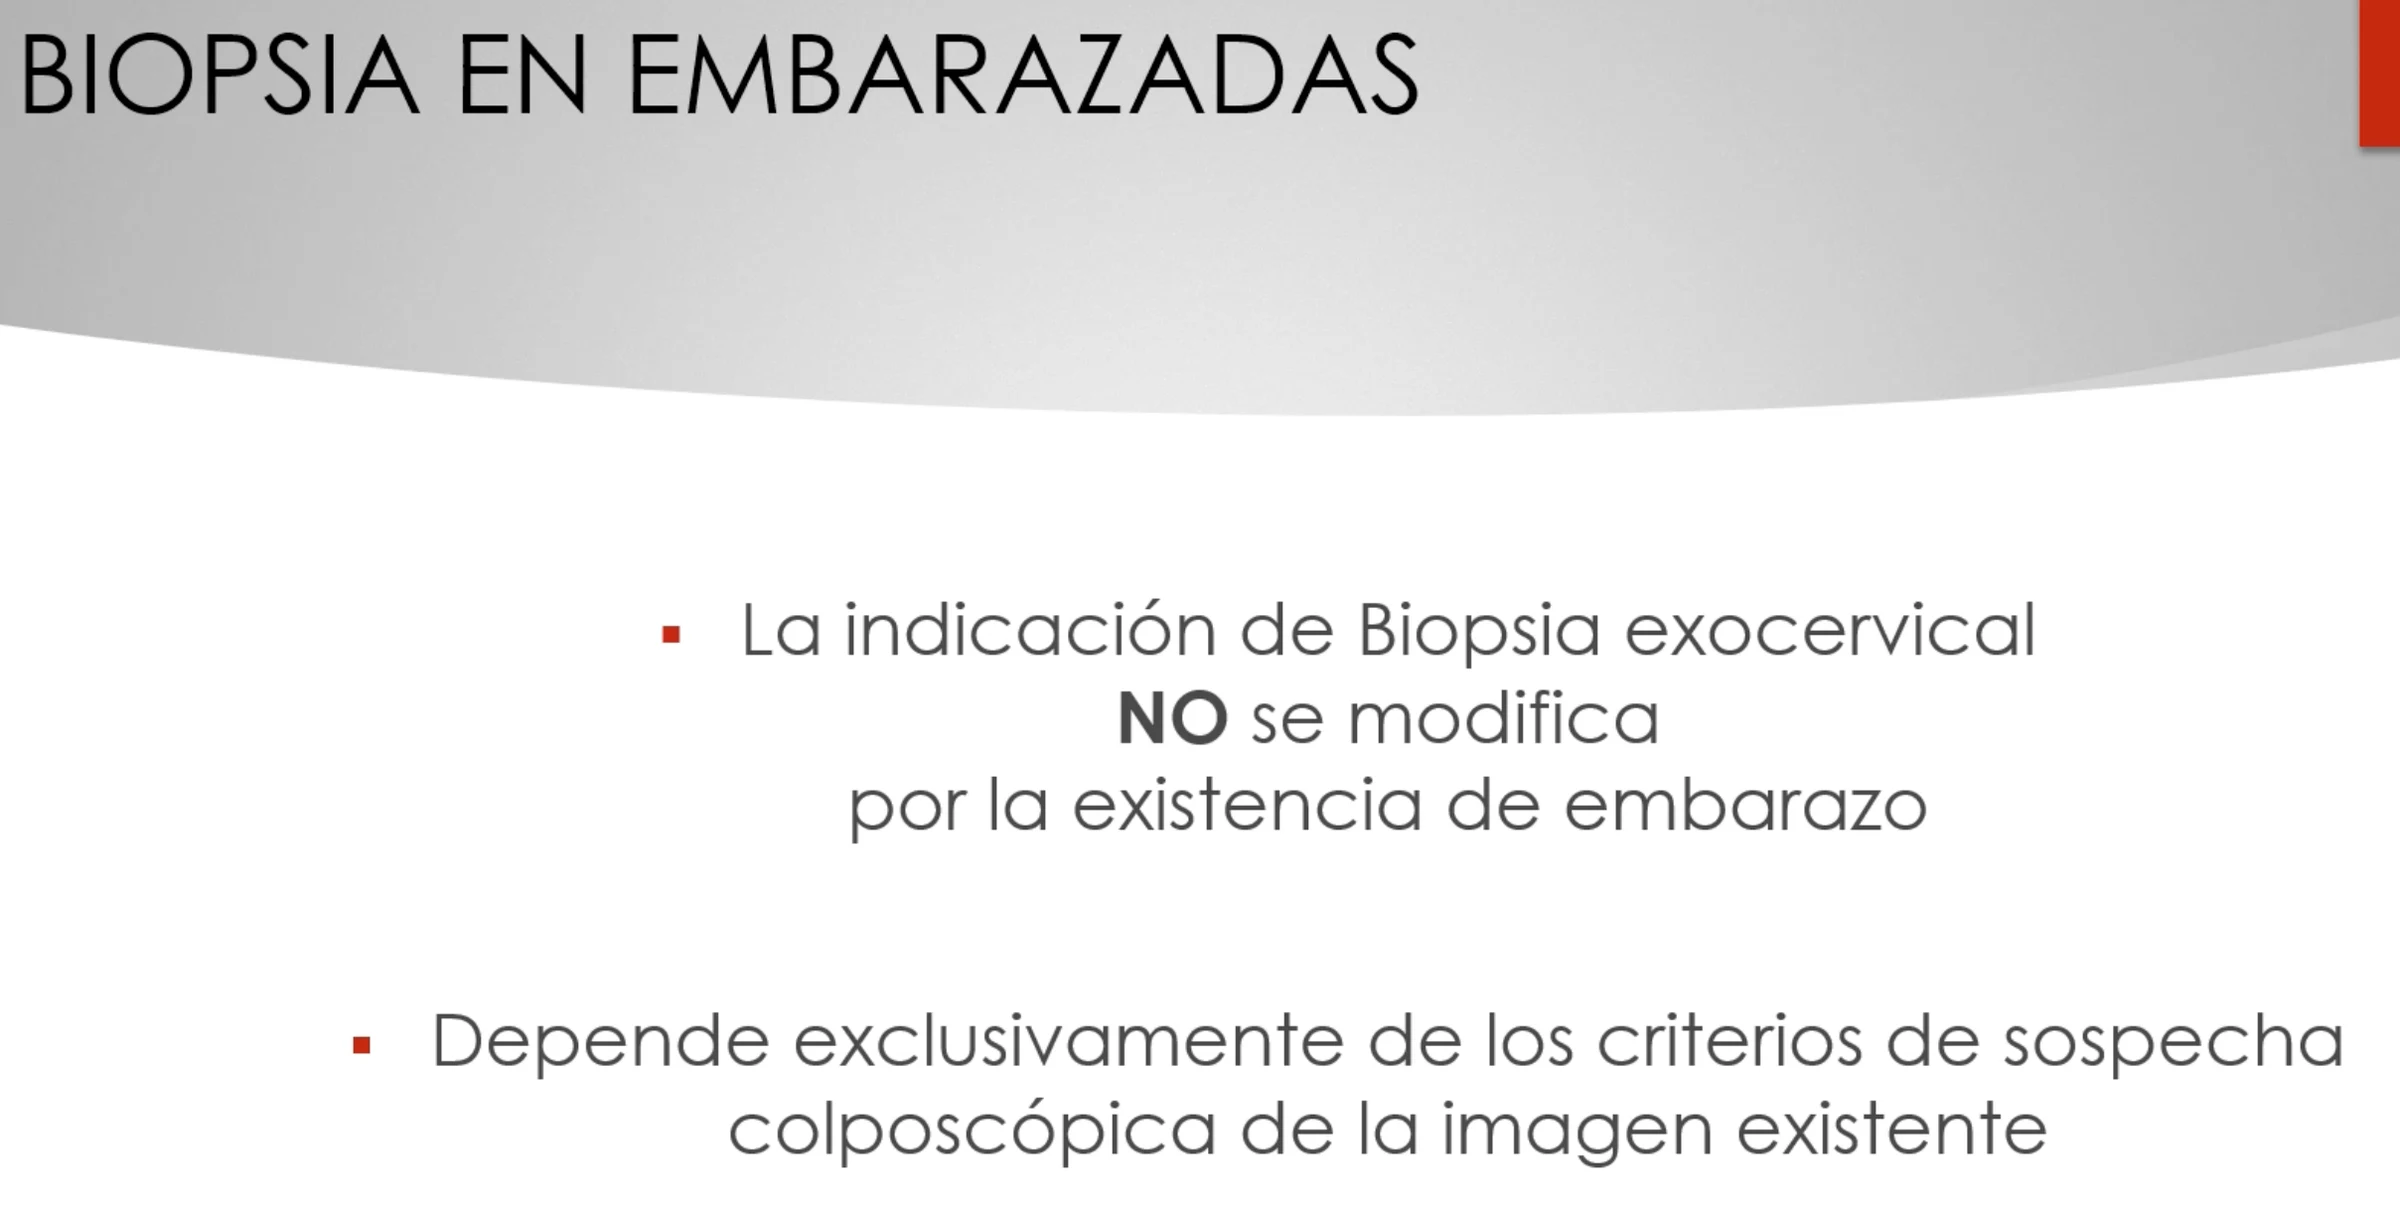 BIOPSIA EN EMBARAZADAS
▪ La indicación de Biopsia exocervical
NO se modifica
por la existencia de embarazo
▪ Depende exclusivamente de los criterios de sospecha
colposcópica de la imagen existente